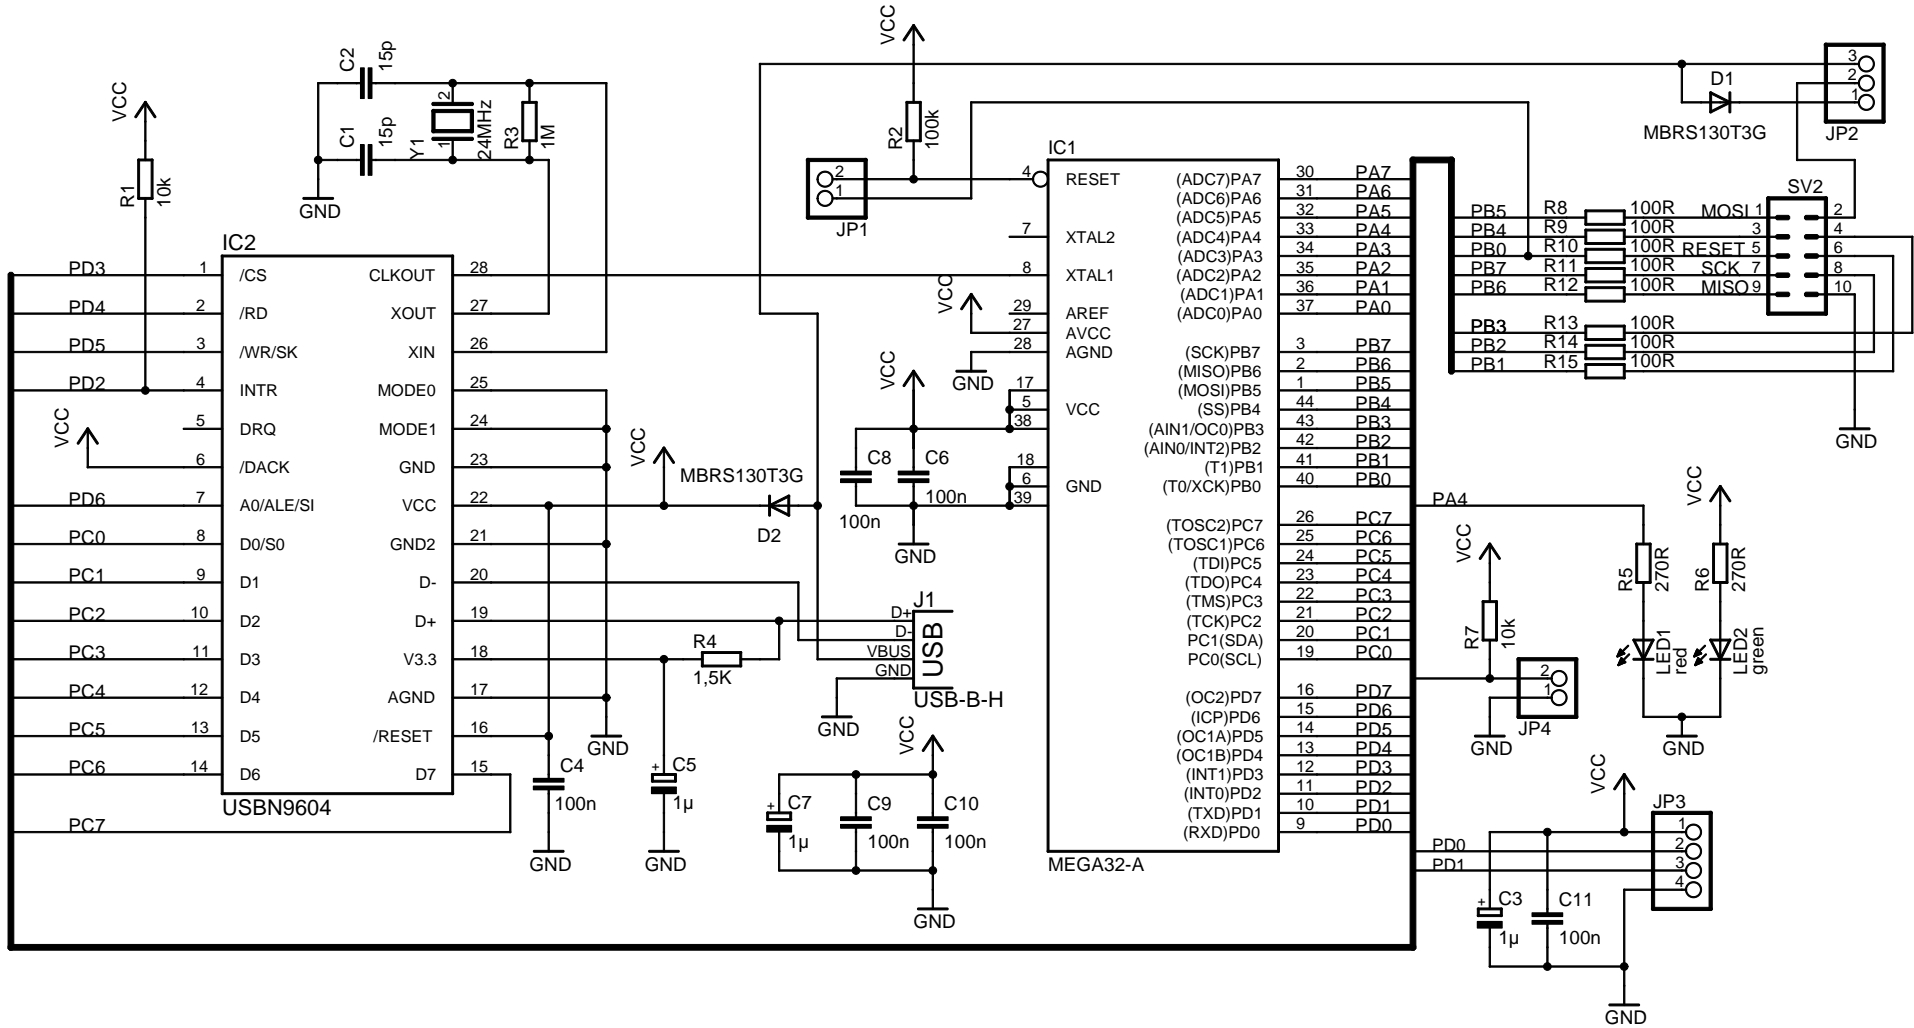 VCC
R1
10k
C2
15p
C1
15p
GND
Y1
2
1
24MHz
R3
1M
IC2
PD3 1 /CS
PD4 2 /RD
PD5 3 /WR/SK
PD2 4 INTR
5 DRQ
VCC
6 /DACK
PD6 7 A0/ALE/SI
PC0 8 D0/S0
PC1 9 D1
PC2 10 D2
PC3 11 D3
PC4 12 D4
PC5 13 D5
PC6 14 D6
PC7
CLKOUT 28
XOUT 27
XIN 26
MODE0 25
MODE1 24
GND 23
VCC 22
GND2 21
D- 20
D+ 19
V3.3 18
AGND 17
/RESET 16
D7 15
USBN9604
GND
C4
100n
GND
VCC
MBRS130T3G
D2
R4
1,5K
+
C5
1µ
GND
J1
D+
D-
VBUS
GND
USB
USB-B-H
GND
VCC
+
C7
1µ
C9
100n
C10
100n
GND
VCC
R2
100k
2
1
JP1
VCC
GND
VCC
C8
100n
C6
100n
GND
IC1
4 RESET
7 XTAL2
8 XTAL1
29 AREF
27 AVCC
28 AGND
17
5 VCC
38
18
6 GND
39
(ADC7)PA7 30 PA7
(ADC6)PA6 31 PA6
(ADC5)PA5 32 PA5
(ADC4)PA4 33 PA4
(ADC3)PA3 34 PA3
(ADC2)PA2 35 PA2
(ADC1)PA1 36 PA1
(ADC0)PA0 37 PA0
(SCK)PB7 3 PB7
(MISO)PB6 2 PB6
(MOSI)PB5 1 PB5
(SS)PB4 44 PB4
(AIN1/OC0)PB3 43 PB3
(AIN0/INT2)PB2 42 PB2
(T1)PB1 41 PB1
(T0/XCK)PB0 40 PB0
(TOSC2)PC7 26 PC7
(TOSC1)PC6 25 PC6
(TDI)PC5 24 PC5
(TDO)PC4 23 PC4
(TMS)PC3 22 PC3
(TCK)PC2 21 PC2
PC1(SDA) 20 PC1
PC0(SCL) 19 PC0
(OC2)PD7 16 PD7
(ICP)PD6 15 PD6
(OC1A)PD5 14 PD5
(OC1B)PD4 13 PD4
(INT1)PD3 12 PD3
(INT0)PD2 11 PD2
(TXD)PD1 10 PD1
(RXD)PD0 9 PD0
MEGA32-A
D1
MBRS130T3G
3
2
1
JP2
SV2
PB5 R8 100R MOSI 1 2
PB4 R9 100R 3 4
PB0 R10 100R RESET 5 6
PB7 R11 100R SCK 7 8
PB6 R12 100R MISO 9 10
PB3 R13 100R
PB2 R14 100R
PB1 R15 100R
GND
PA4
VCC
R7
10k
2
1
JP4
GND
R5
270R
LED1
red
VCC
R6
270R
LED2
green
GND
VCC
JP3
1
PD0 2
PD1 3
4
+
C3
1µ
C11
100n
GND